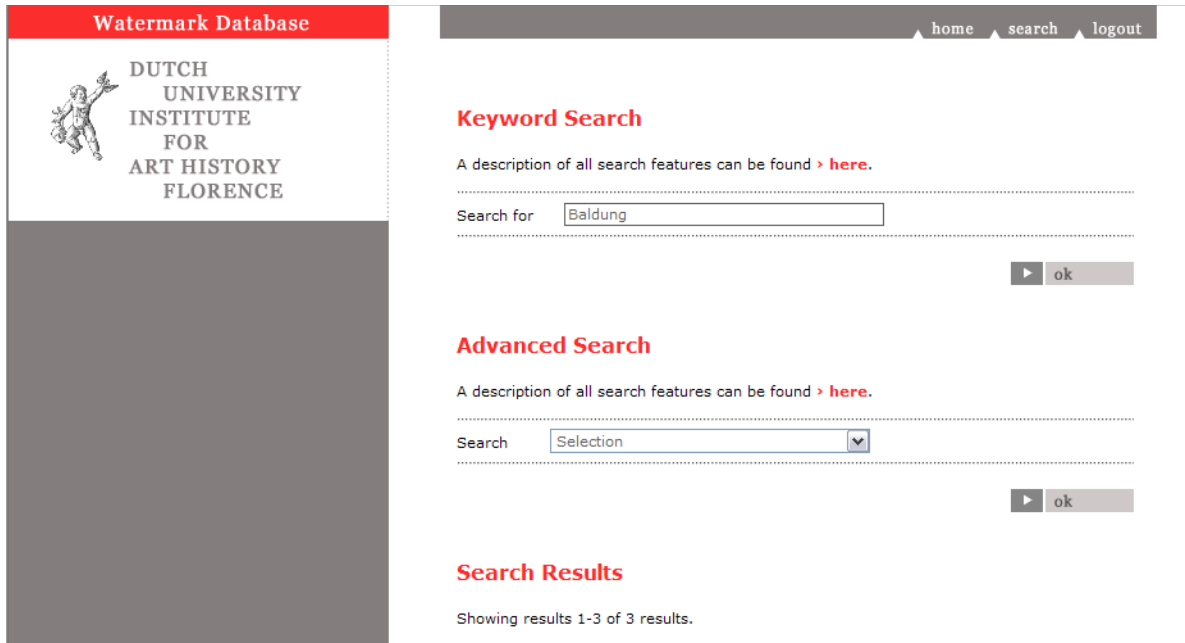 Watermark Database
home search logout
DUTCH
UNIVERSITY
INSTITUTE
FOR
ART HISTORY
FLORENCE
Keyword Search
A description of all search features can be found › here.
Search for Baldung
ok
Advanced Search
A description of all search features can be found › here.
Search Selection
ok
Search Results
Showing results 1-3 of 3 results.